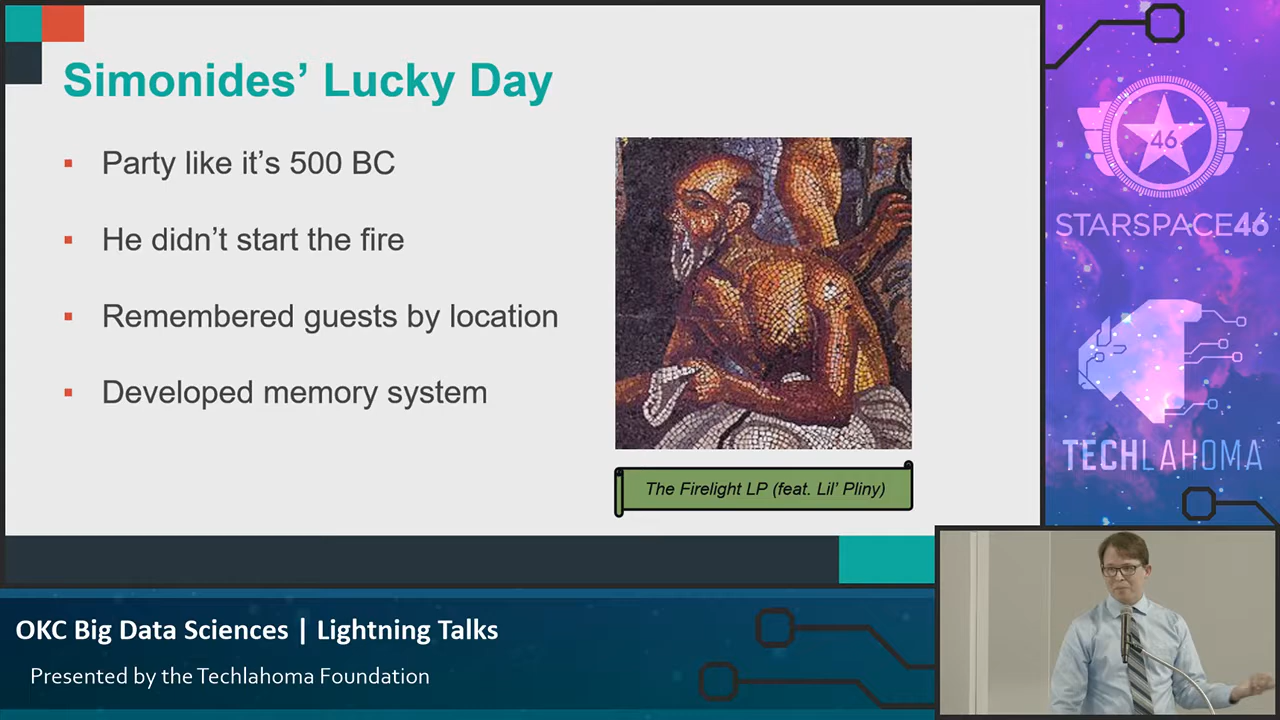 Simonides’ Lucky Day
Party like it’s 500 BC
He didn’t start the fire
Remembered guests by location
Developed memory system
The Firelight LP (feat. Lil’ Pliny)
46
STARSPACE46
TECHLAHOMA
OKC Big Data Sciences | Lightning Talks
Presented by the Techlahoma Foundation